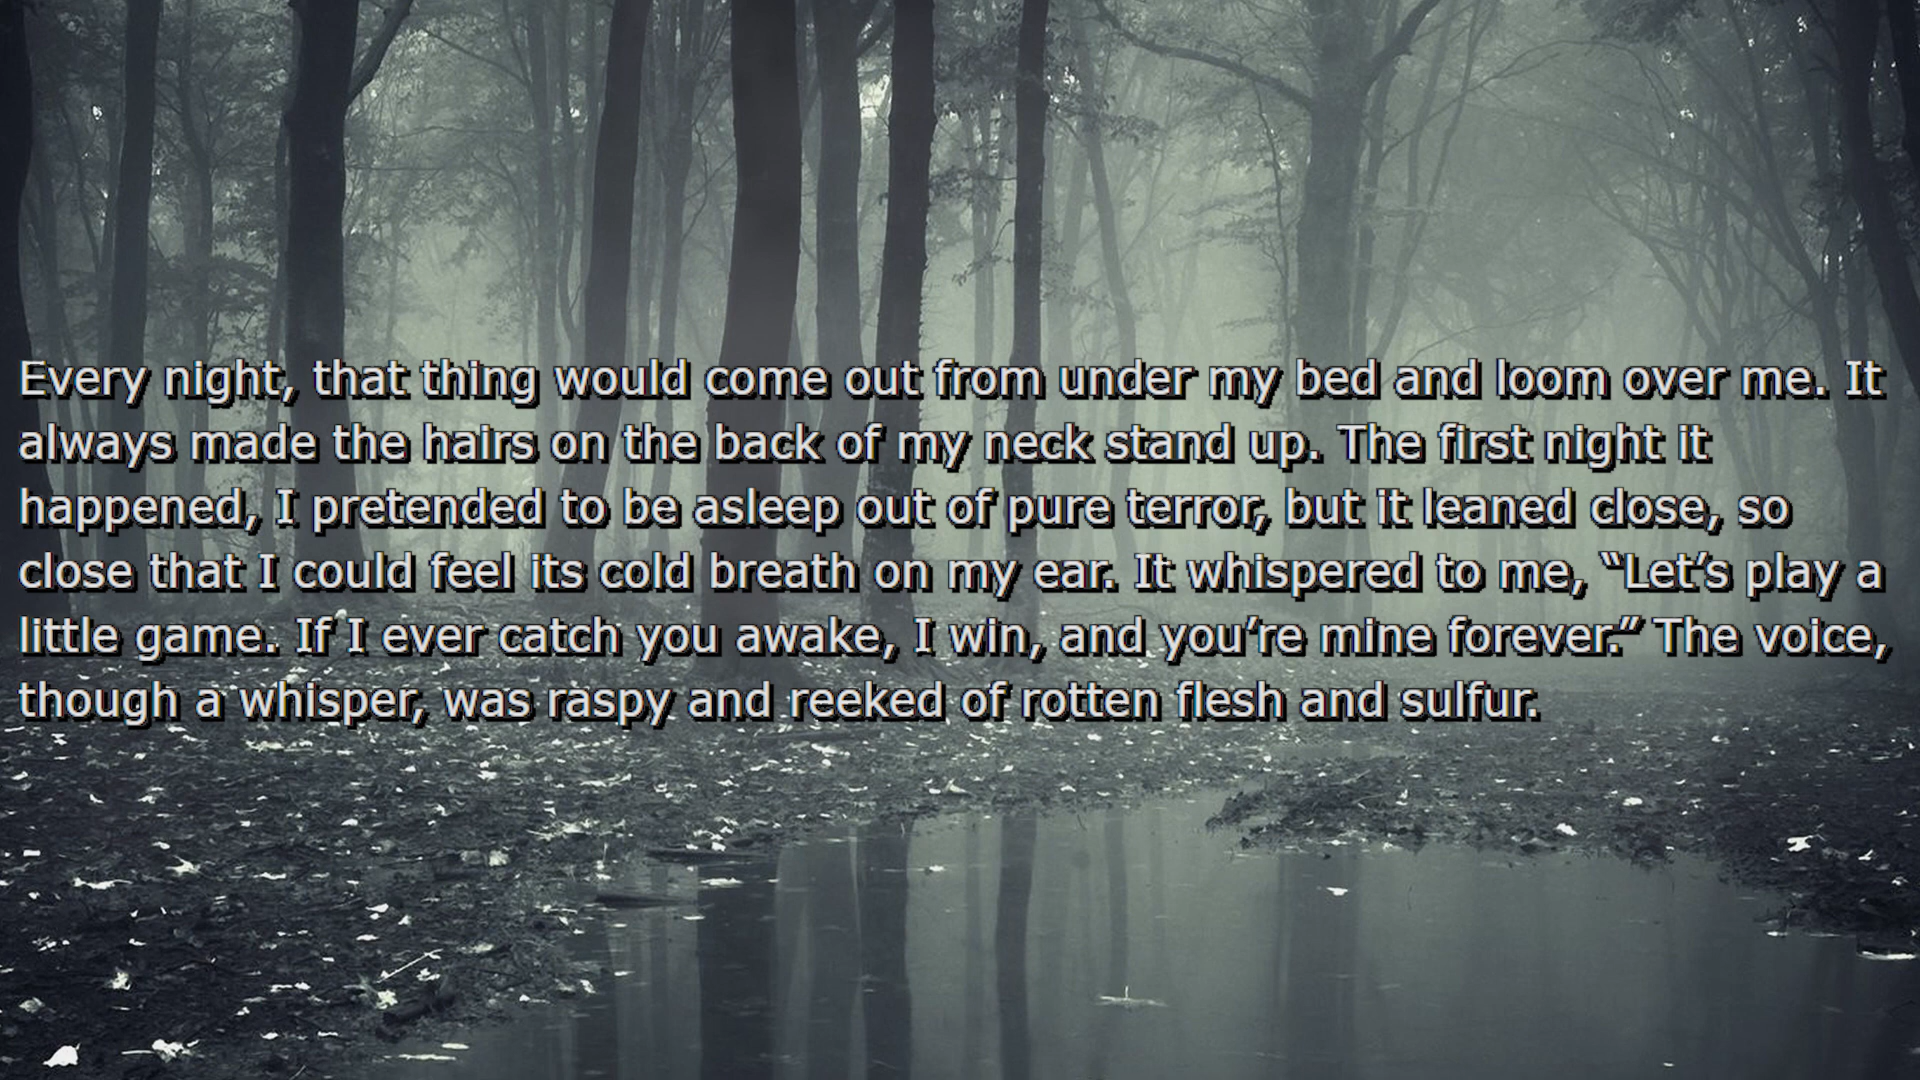 Every night, that thing would come out from under my bed and loom over me. It
always made the hairs on the back of my neck stand up. The first night it
happened, I pretended to be asleep out of pure terror, but it leaned close, so
close that I could feel its cold breath on my ear. It whispered to me, “Let’s play a
little game. If I ever catch you awake, I win, and you’re mine forever.” The voice,
though a whisper, was raspy and reeked of rotten flesh and sulfur.